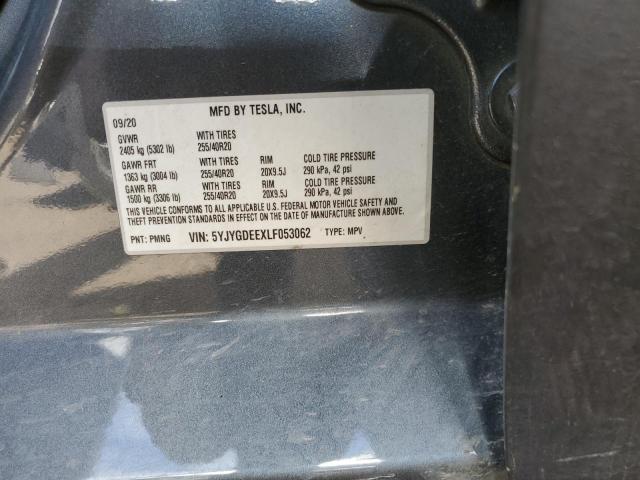 MFD BY TESLA, INC.
09/20
GVWR WITH TIRES
2405 kg (5302 lb) 255/40R20
GAWR FRT WITH TIRES RIM COLD TIRE PRESSURE
1363 kg (3004 lb) 255/40R20 20X9.5J 290 kPa, 42 psi
GAWR RR WITH TIRES RIM COLD TIRE PRESSURE
1500 kg (3306 lb) 255/40R20 20X9.5J 290 kPa, 42 psi
THIS VEHICLE CONFORMS TO ALL APPLICABLE U.S. FEDERAL MOTOR VEHICLE SAFETY AND
THEFT PREVENTION STANDARDS IN EFFECT ON THE DATE OF MANUFACTURE SHOWN ABOVE.
PNT: PMNG VIN: 5YJYGDEEXLF053062 TYPE: MPV